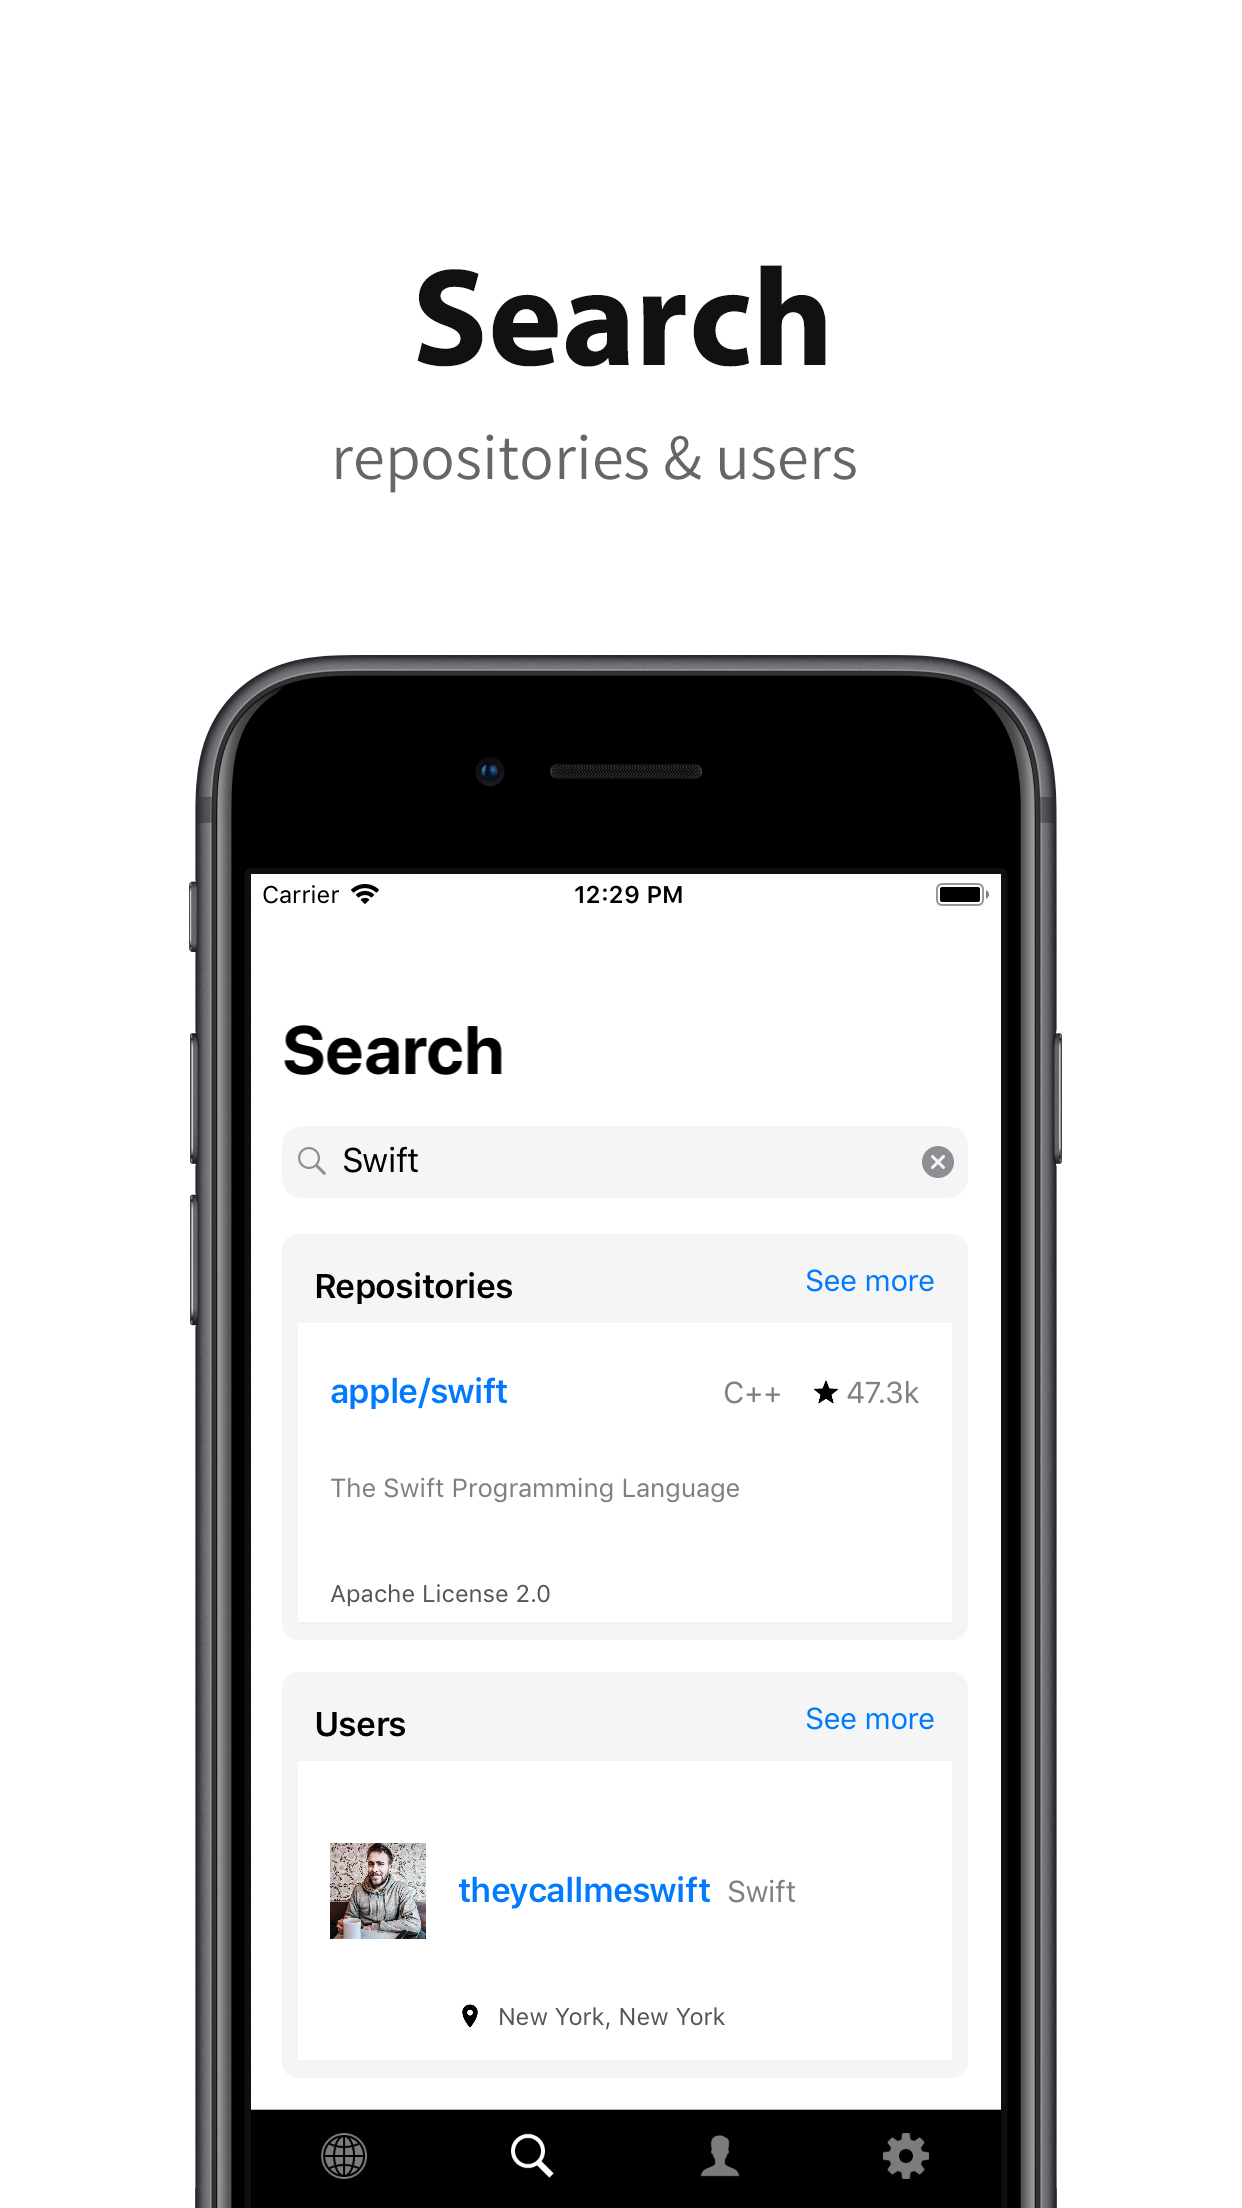 Search
repositories & users
Carrier 12:29 PM
Search
Swift
Repositories See more
apple/swift C++ ★ 47.3k
The Swift Programming Language
Apache License 2.0
Users See more
theycallmeswift Swift
New York, New York